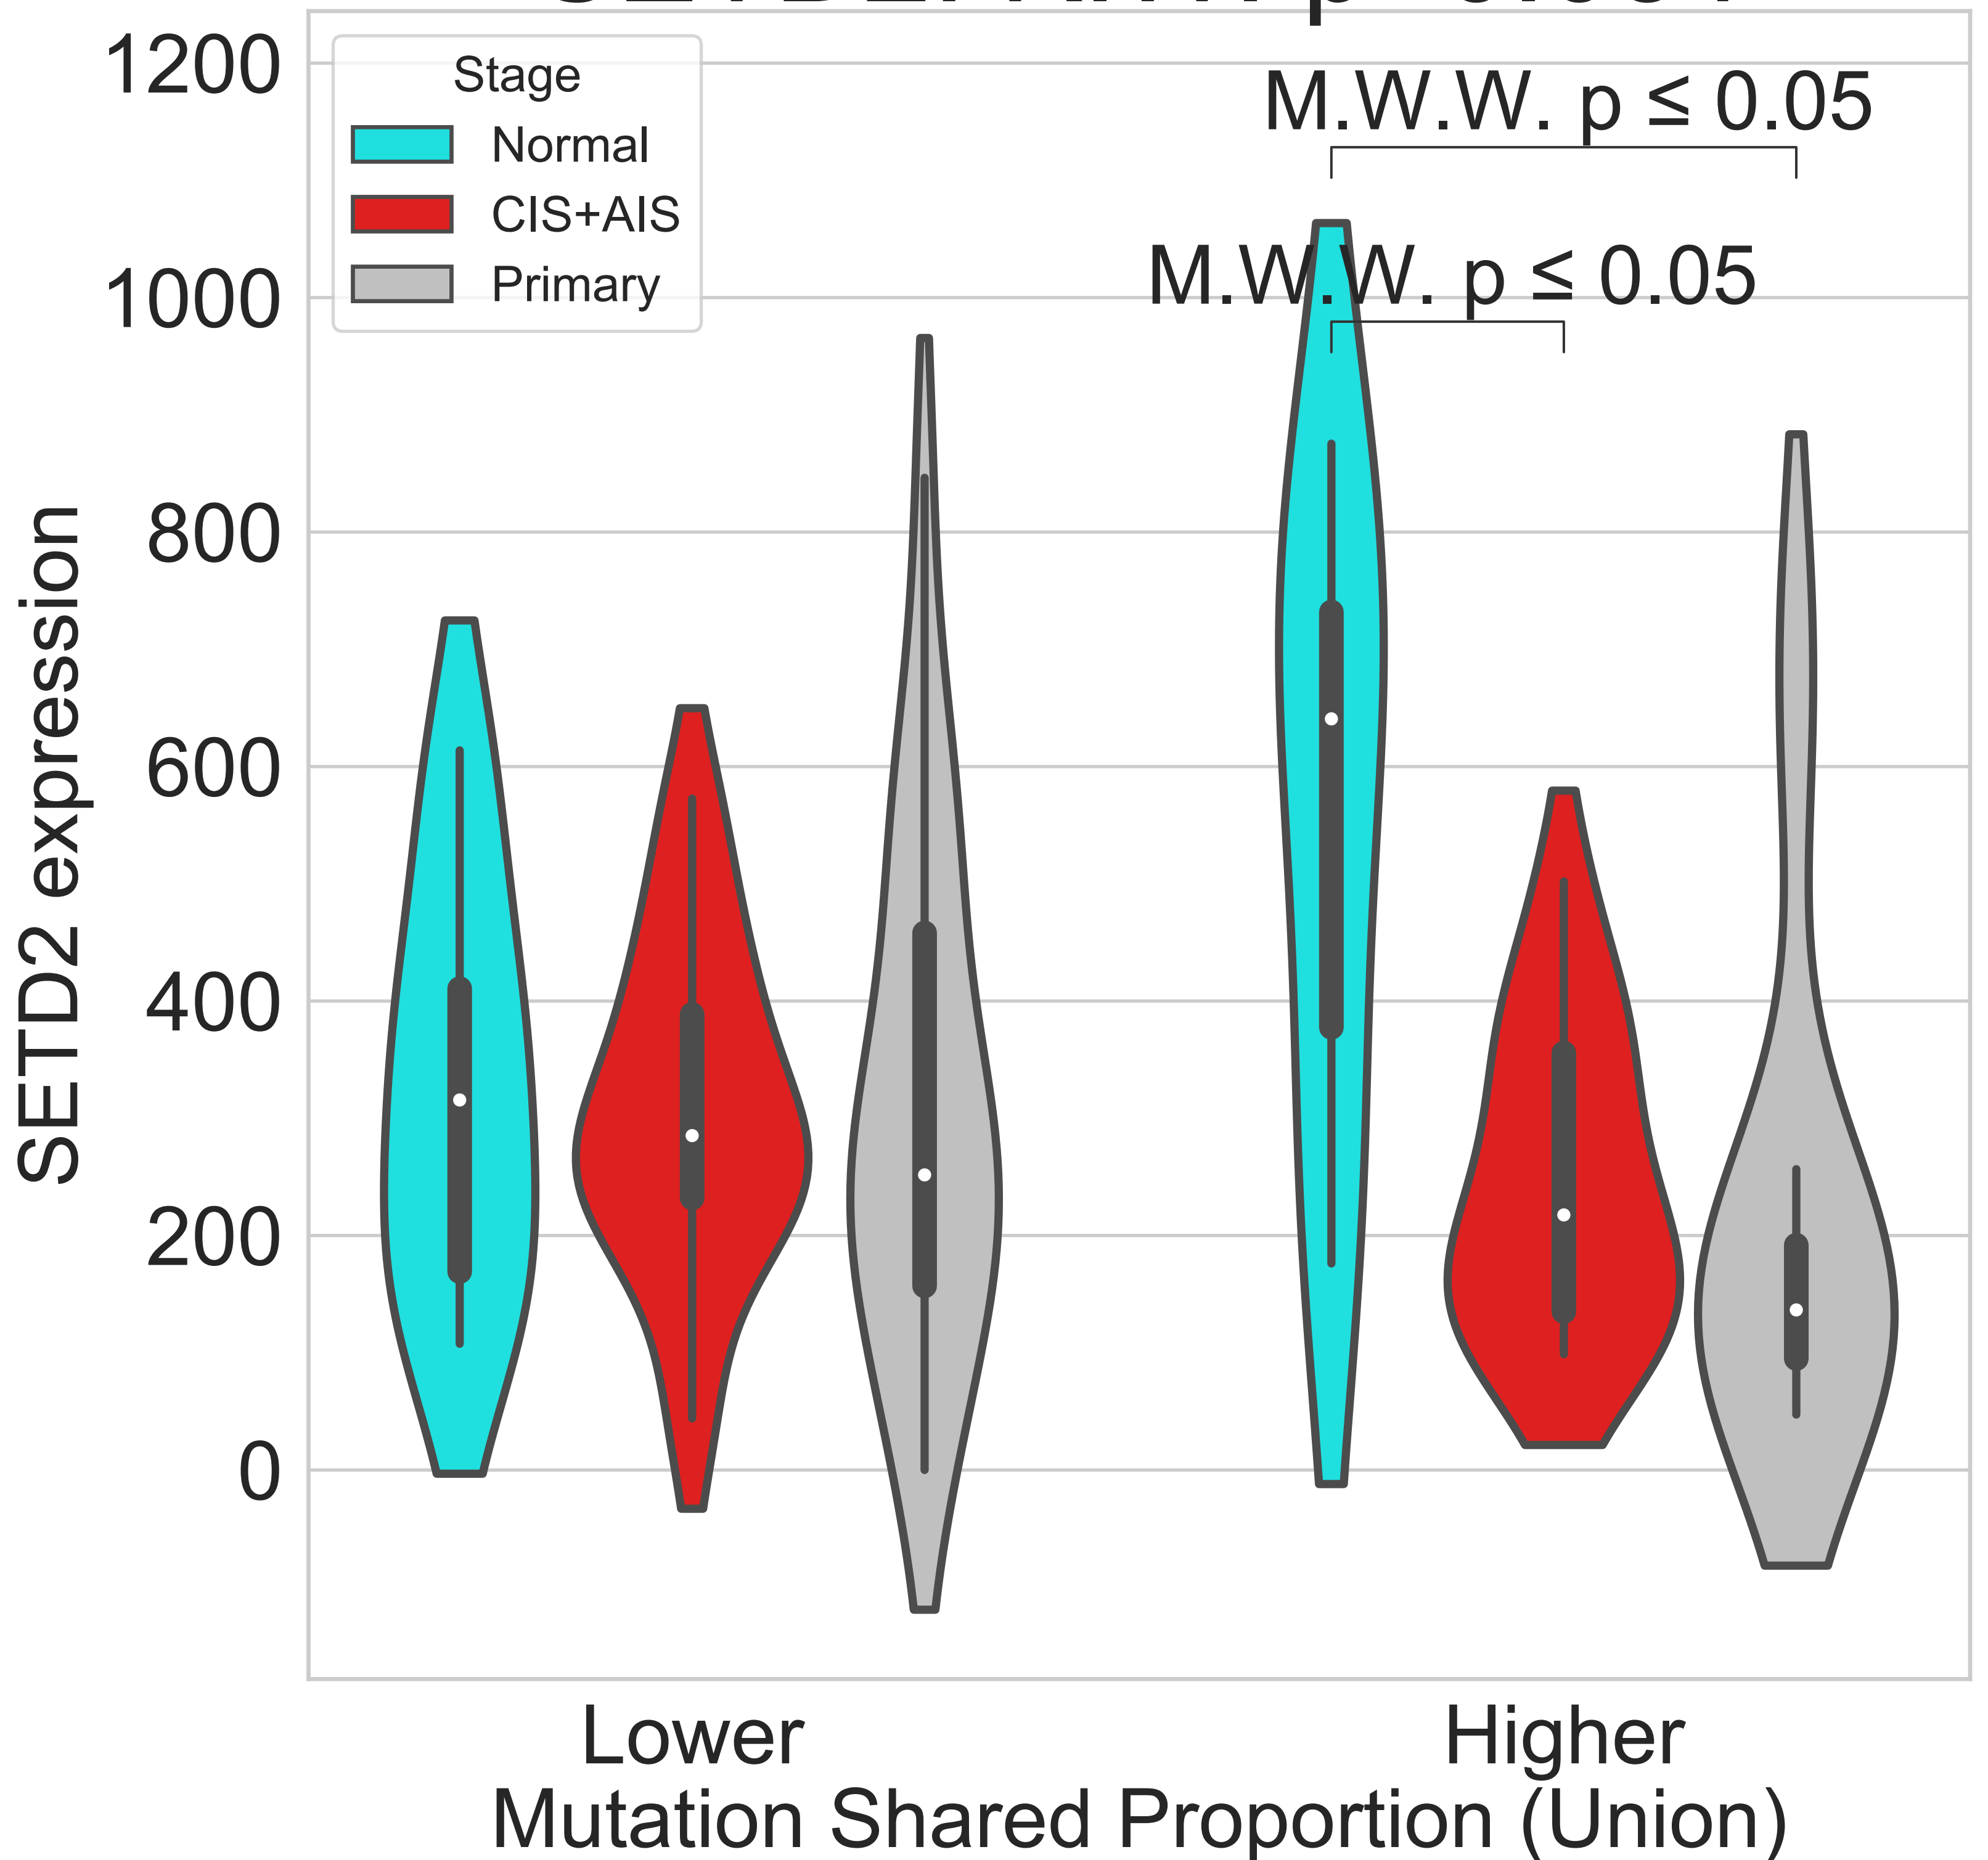 1200
1000
800
600
400
200
0
SETD2 expression
Stage
Normal
CIS+AIS
Primary
M.W.W. p ≤ 0.05
M.W.W. p ≤ 0.05
Lower
Higher
Mutation Shared Proportion (Union)